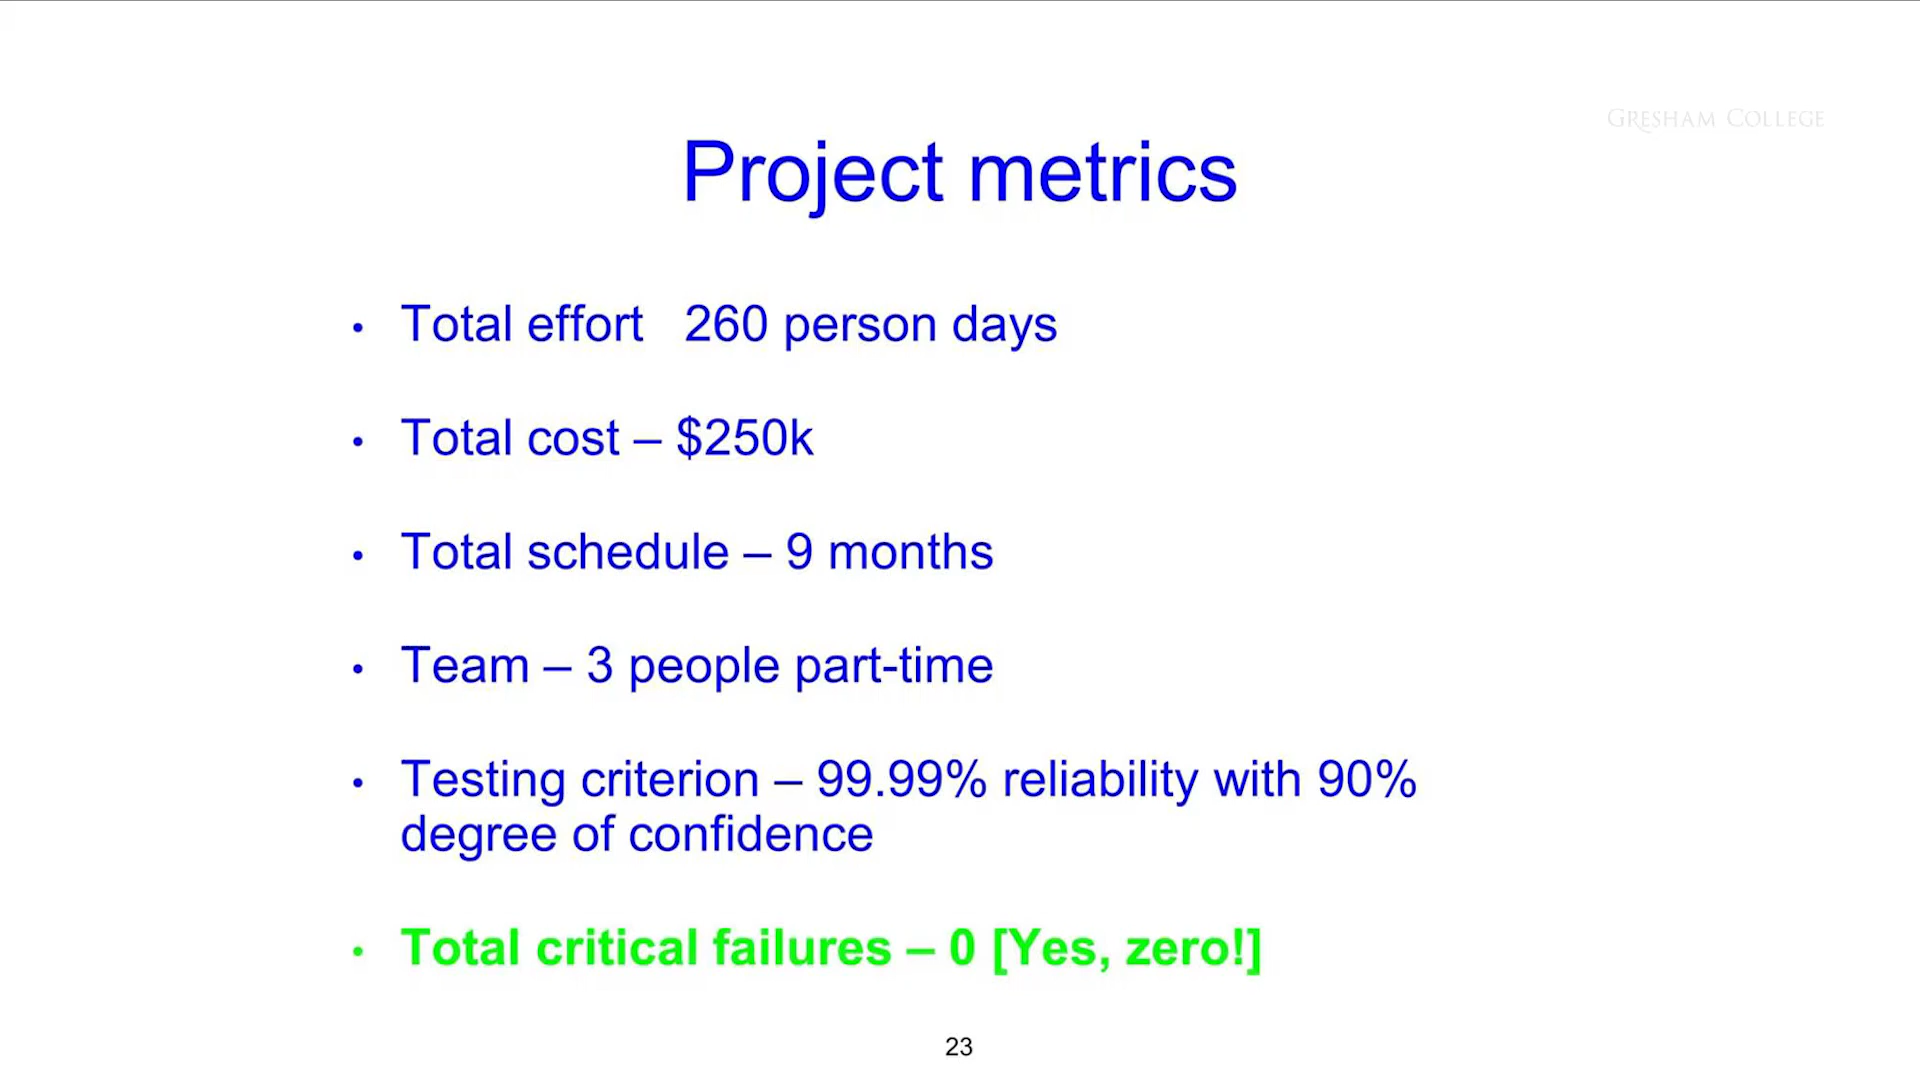 GRESHAM COLLEGE
Project metrics
• Total effort 260 person days
• Total cost – $250k
• Total schedule – 9 months
• Team – 3 people part-time
• Testing criterion – 99.99% reliability with 90%
degree of confidence
• Total critical failures – 0 [Yes, zero!]
23